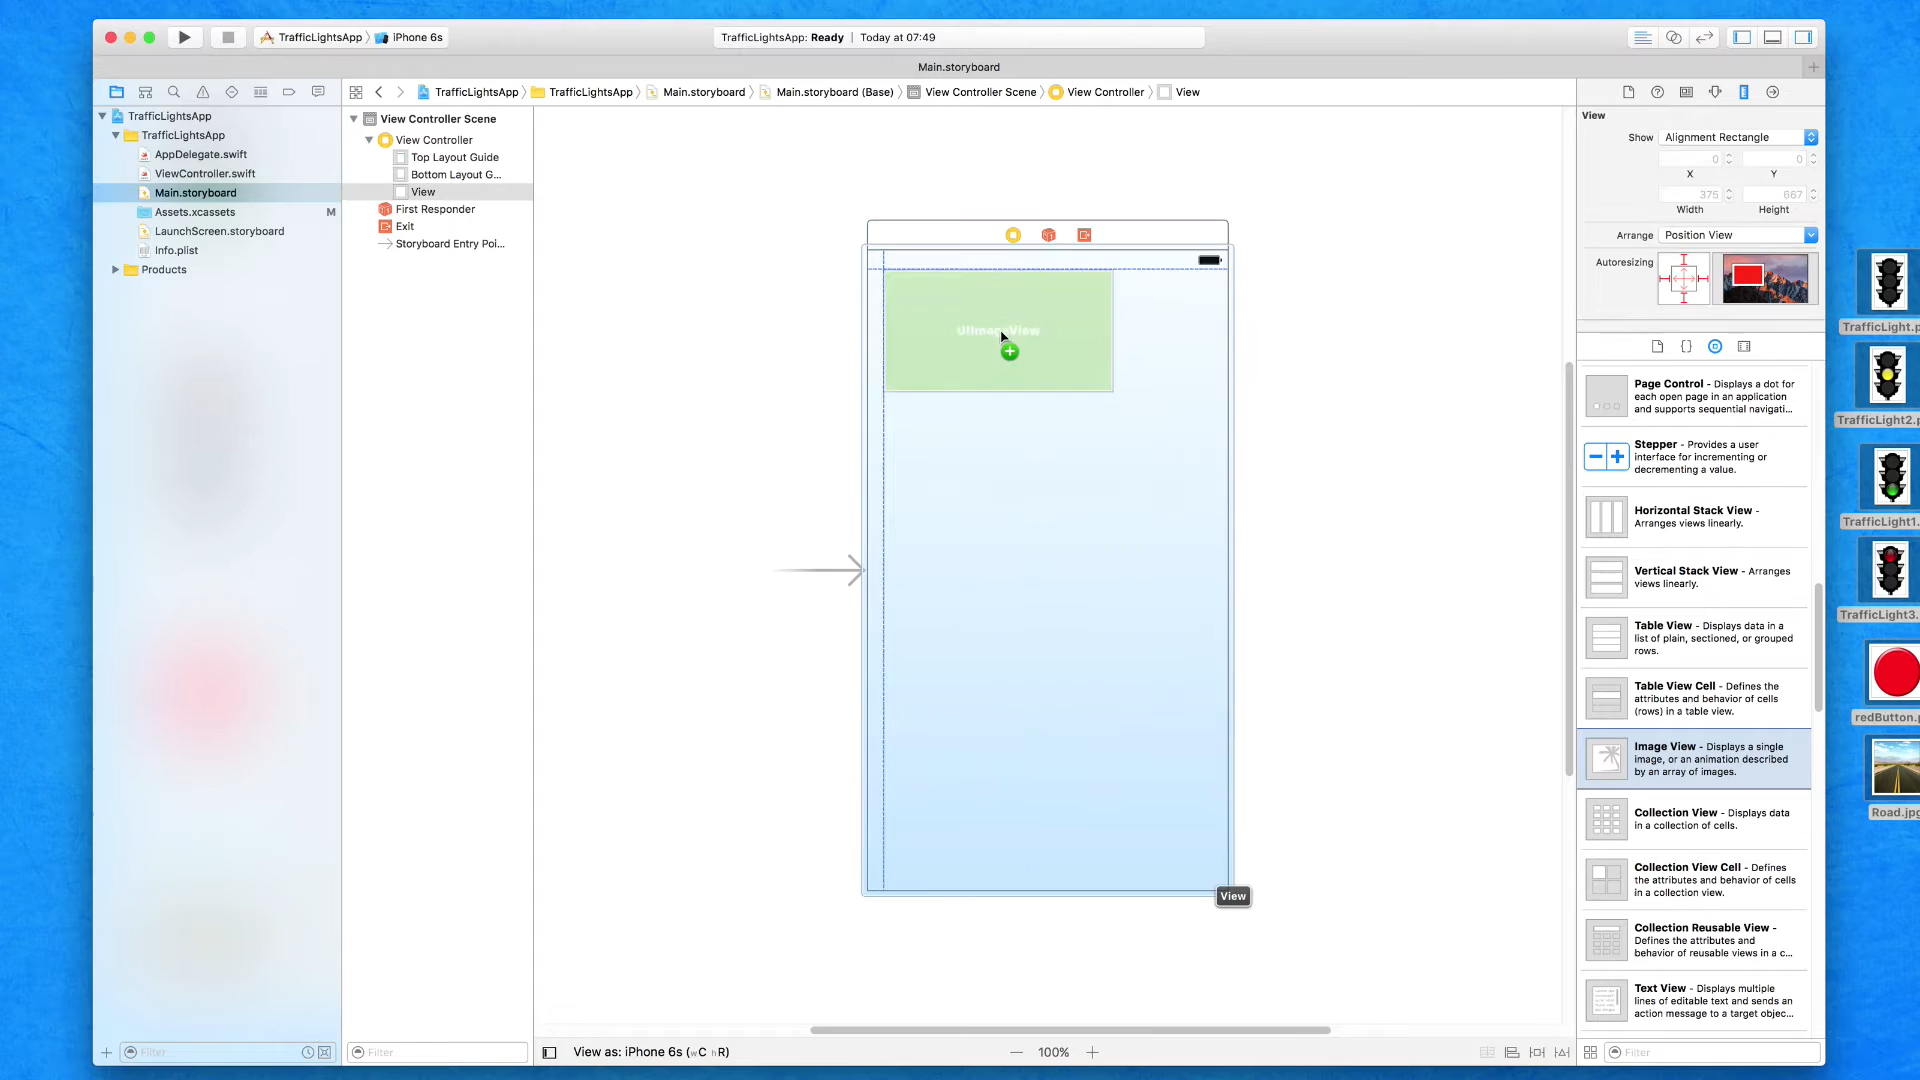 TrafficLightsApp iPhone 6s
TrafficLightsApp: Ready | Today at 07:49
Main.storyboard
TrafficLightsApp
TrafficLightsApp
AppDelegate.swift
ViewController.swift
Main.storyboard
Assets.xcassets M
LaunchScreen.storyboard
Info.plist
Products
Filter
TrafficLightsApp TrafficLightsApp Main.storyboard Main.storyboard (Base) View Controller Scene View Controller View
View Controller Scene
View Controller
Top Layout Guide
Bottom Layout G...
View
First Responder
Exit
Storyboard Entry Poi...
Filter
UIImageView
View
View as: iPhone 6s (wC hR)
100%
View
Show Alignment Rectangle
0 0
X Y
375 667
Width Height
Arrange Position View
Autoresizing
Page Control - Displays a dot for
each open page in an application
and supports sequential navigati...
Stepper - Provides a user
interface for incrementing or
decrementing a value.
Horizontal Stack View -
Arranges views linearly.
Vertical Stack View - Arranges
views linearly.
Table View - Displays data in a
list of plain, sectioned, or grouped
rows.
Table View Cell - Defines the
attributes and behavior of cells
(rows) in a table view.
Image View - Displays a single
image, or an animation described
by an array of images.
Collection View - Displays data
in a collection of cells.
Collection View Cell - Defines
the attributes and behavior of cells
in a collection view.
Collection Reusable View -
Defines the attributes and
behavior of reusable views in a c...
Text View - Displays multiple
lines of editable text and sends an
action message to a target objec...
Filter
TrafficLight.p
TrafficLight2.p
TrafficLight1.
TrafficLight3.
redButton.p
Road.jpg